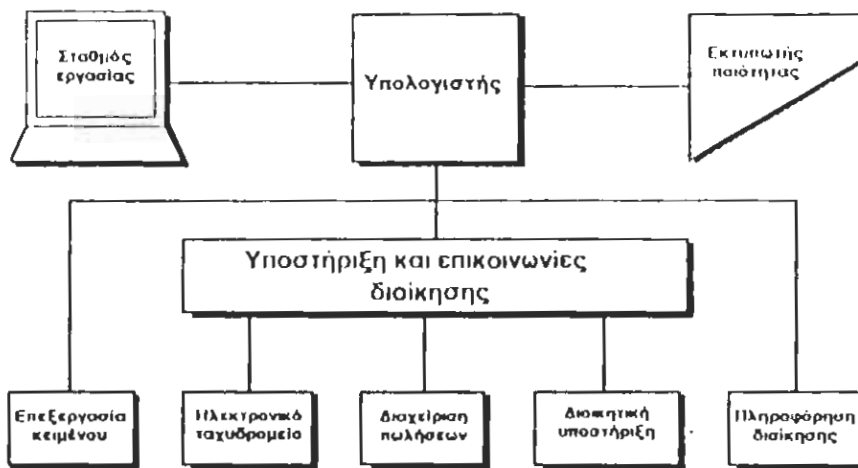 Σταθμός
εργασίας
Υπολογιστής
Εκτυπωτής
ποιότητας
Υποστήριξη και επικοινωνίες
διοίκησης
Επεξεργασία
κειμένου
Ηλεκτρονικό
ταχυδρομείο
Διαχείριση
πωλήσεων
Διοικητική
υποστήριξη
Πληροφόρηση
διοίκησης